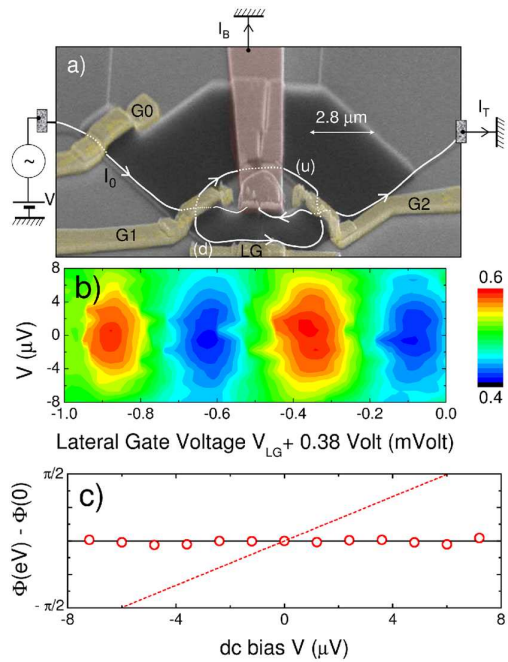 I_B
a)
G0
2.8 μm
I_T
~
I_0
(u)
V
G1
G2
(d)
LG
b)
8
4
0
-4
-8
V (μV)
0.6
0.4
-1.0 -0.8 -0.6 -0.4 -0.2 0.0
Lateral Gate Voltage V_LG + 0.38 Volt (mVolt)
c)
π/2
- π/2
Φ(eV) - Φ(0)
-8 -4 0 4 8
dc bias V (μV)